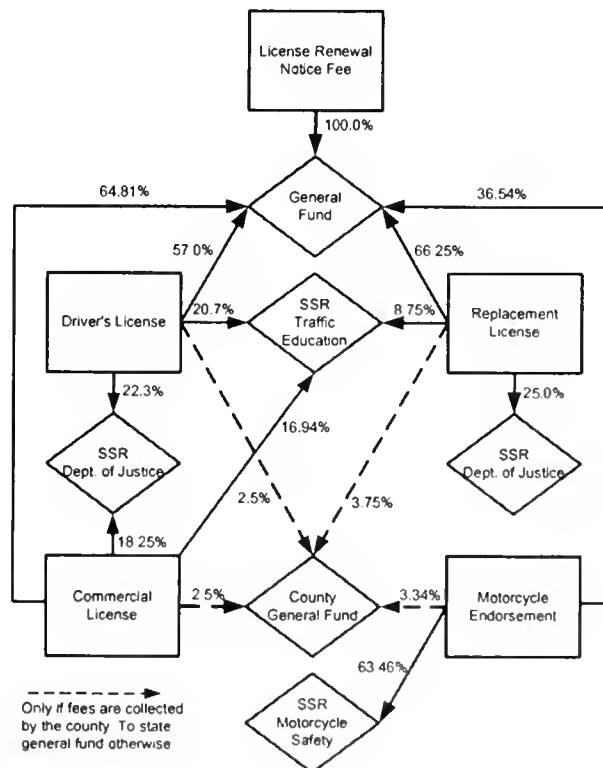 License Renewal
Notice Fee
100.0%
64.81%
General
Fund
36.54%
57.0%
66 25%
Driver's License
20.7%
SSR
Traffic
Education
8 75%
Replacement
License
22.3%
16.94%
25.0%
SSR
Dept. of Justice
SSR
Dept. of Justice
2.5%
3.75%
18 25%
Commercial
License
2 5%
County
General Fund
3.34%
Motorcycle
Endorsement
63 46%
Only if fees are collected
by the county To state
general fund otherwise
SSR
Motorcycle
Safety